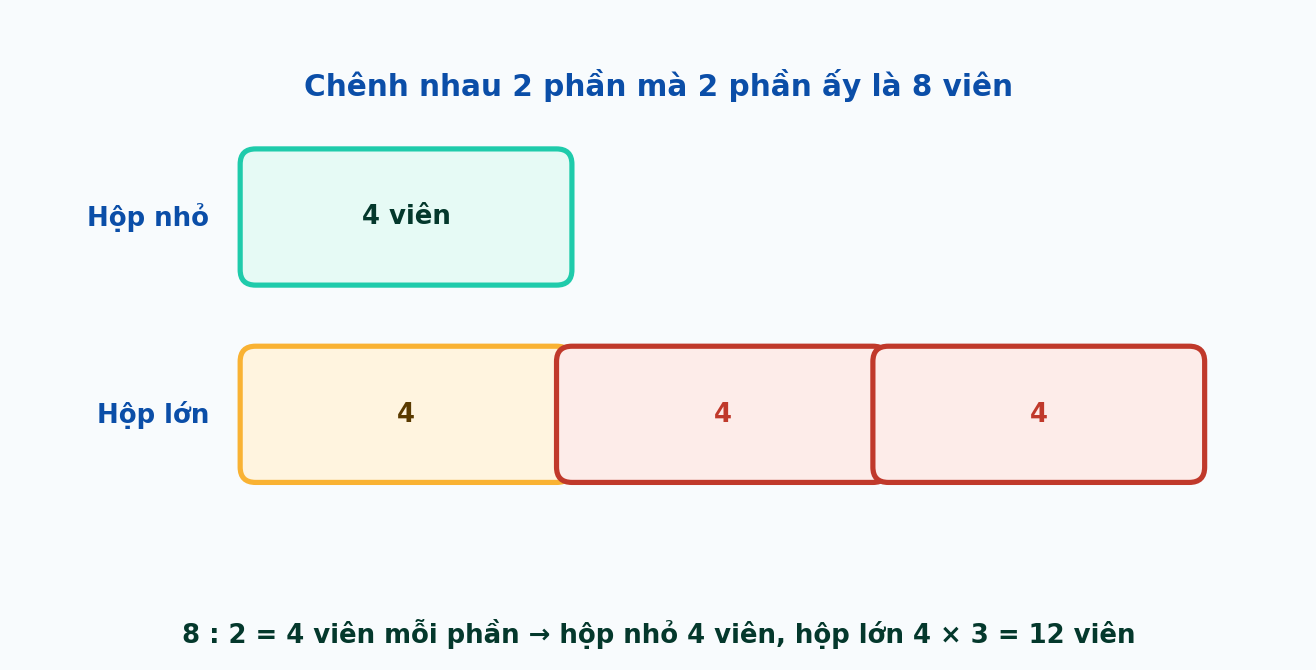 Chênh nhau 2 phần mà 2 phần ấy là 8 viên
Hộp nhỏ
4 viên
Hộp lớn
4
4
4
8 : 2 = 4 viên mỗi phần → hộp nhỏ 4 viên, hộp lớn 4 × 3 = 12 viên